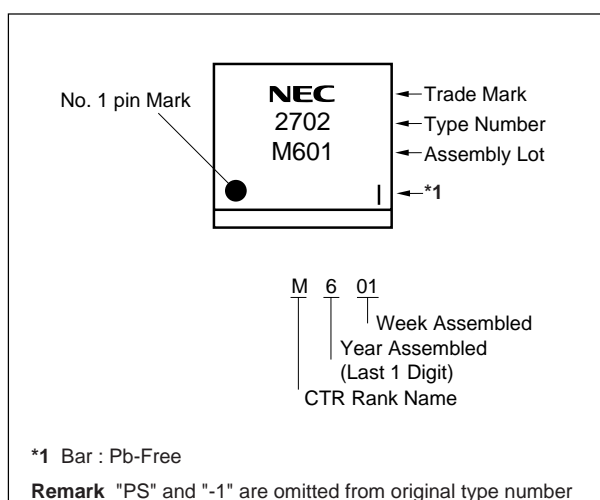 No. 1 pin Mark
NEC
2702
M601
Trade Mark
Type Number
Assembly Lot
*1
M 6 01
Week Assembled
Year Assembled
(Last 1 Digit)
CTR Rank Name
*1 Bar : Pb-Free
Remark "PS" and "-1" are omitted from original type number